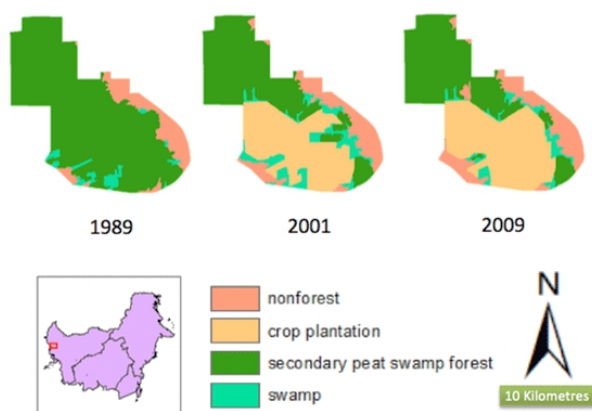 1989
2001
2009
nonforest
crop plantation
secondary peat swamp forest
swamp
N
10 Kilometres